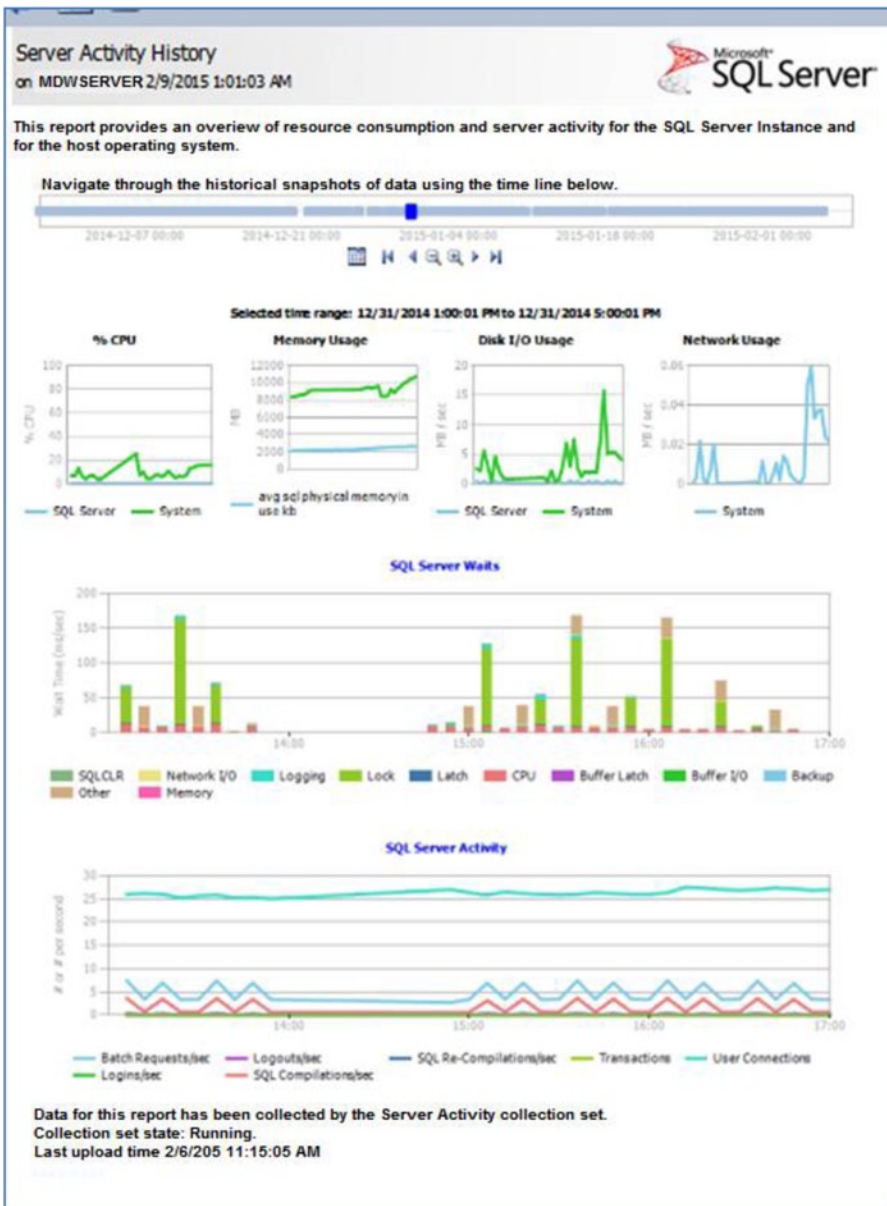 Server Activity History
on MDWSERVER 2/9/2015 1:01:03 AM
Microsoft®
SQL Server
This report provides an overiew of resource consumption and server activity for the SQL Server Instance and
for the host operating system.
Navigate through the historical snapshots of data using the time line below.
2014-12-07 00:00 2014-12-21 00:00 2015-01-04 00:00 2015-01-18 00:00 2015-02-01 00:00
Selected time range: 12/31/2014 1:00:01 PM to 12/31/2014 5:00:01 PM
% CPU
% CPU
100
80
60
40
20
0
SQL Server System
Memory Usage
MB
12000
10000
8000
6000
4000
2000
0
avg sql physical memory in
use kb
Disk I/O Usage
MB / sec
20
15
10
5
0
SQL Server System
Network Usage
MB / sec
0.06
0.04
0.02
0
System
SQL Server Waits
Wait Time (ms/sec)
200
150
100
50
0
14:00 15:00 16:00 17:00
SQLCLR Network I/O Logging Lock Latch CPU Buffer Latch Buffer I/O Backup
Other Memory
SQL Server Activity
# or # per second
30
25
20
15
10
5
0
14:00 15:00 16:00 17:00
Batch Requests/sec Logouts/sec SQL Re-Compilations/sec Transactions User Connections
Logins/sec SQL Compilations/sec
Data for this report has been collected by the Server Activity collection set.
Collection set state: Running.
Last upload time 2/6/205 11:15:05 AM